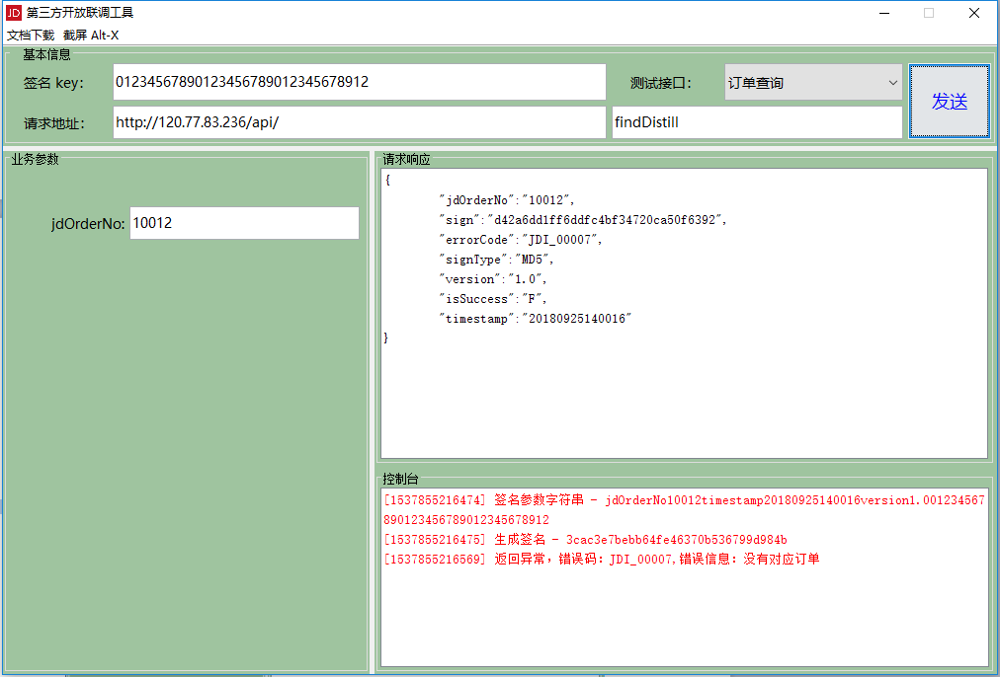 JD 第三方开放联调工具
文档下载 截屏 Alt-X
基本信息
签名 key: 01234567890123456789012345678912 测试接口: 订单查询
发送
请求地址: http://120.77.83.236/api/ findDistill
业务参数
jdOrderNo: 10012
请求响应
{
"jdOrderNo":"10012",
"sign":"d42a6dd1ff6ddfc4bf34720ca50f6392",
"errorCode":"JDI_00007",
"signType":"MD5",
"version":"1.0",
"isSuccess":"F",
"timestamp":"20180925140016"
}
控制台
[1537855216474] 签名参数字符串 - jdOrderNo10012timestamp20180925140016version1.001234567
890123456789012345678912
[1537855216475] 生成签名 - 3cac3e7bebb64fe46370b536799d984b
[1537855216569] 返回异常，错误码：JDI_00007,错误信息：没有对应订单